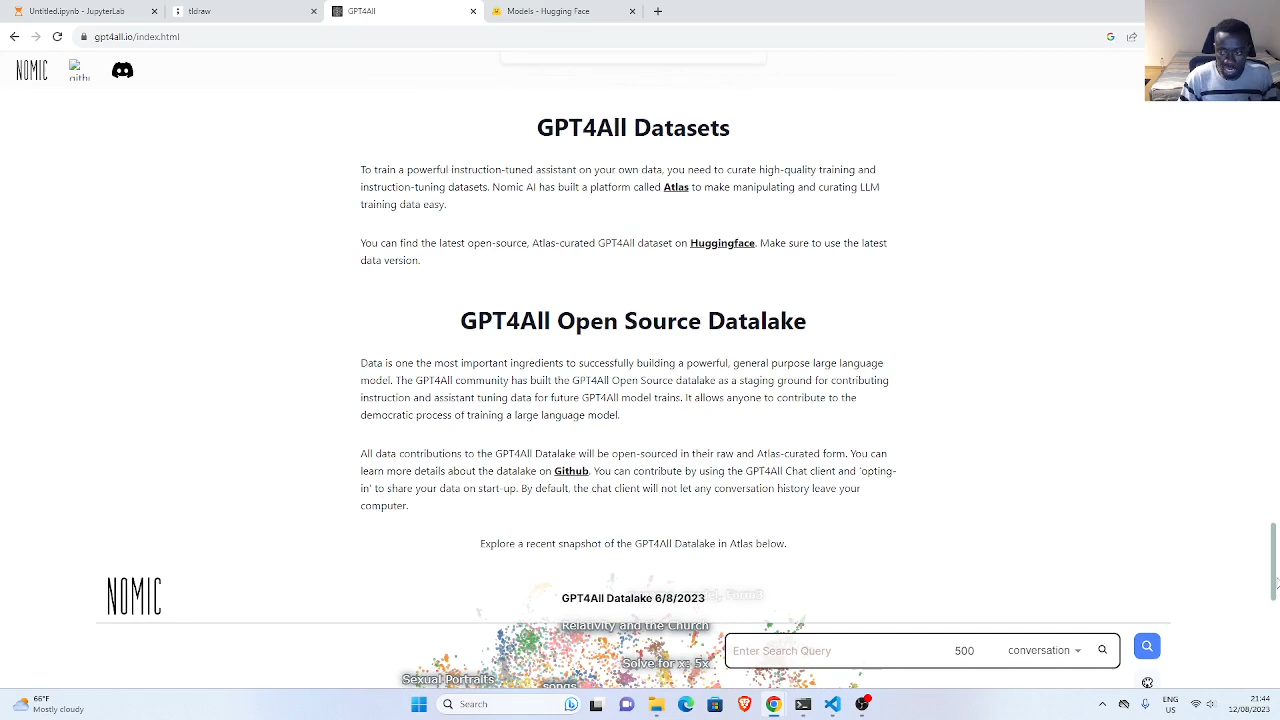 Untitled.ipynb - JupyterLab
tldraw
GPT4All
Models - Hugging Face
gpt4all.io/index.html
NOMIC
GPT4All Datasets
To train a powerful instruction-tuned assistant on your own data, you need to curate high-quality training and
instruction-tuning datasets. Nomic AI has built a platform called Atlas to make manipulating and curating LLM
training data easy.
You can find the latest open-source, Atlas-curated GPT4All dataset on Huggingface. Make sure to use the latest
data version.
GPT4All Open Source Datalake
Data is one the most important ingredients to successfully building a powerful, general purpose large language
model. The GPT4All community has built the GPT4All Open Source datalake as a staging ground for contributing
instruction and assistant tuning data for future GPT4All model trains. It allows anyone to contribute to the
democratic process of training a large language model.
All data contributions to the GPT4All Datalake will be open-sourced in their raw and Atlas-curated form. You can
learn more details about the datalake on Github. You can contribute by using the GPT4All Chat client and 'opting-
in' to share your data on start-up. By default, the chat client will not let any conversation history leave your
computer.
Explore a recent snapshot of the GPT4All Datalake in Atlas below.
NOMIC
GPT4All Datalake 6/8/2023
Relativity and the Church
Enter Search Query
500
conversation
Solve for x: 5x
Sexual Portraits
songs
66°F
Mostly cloudy
Search
ENG
US
21:44
12/08/2023